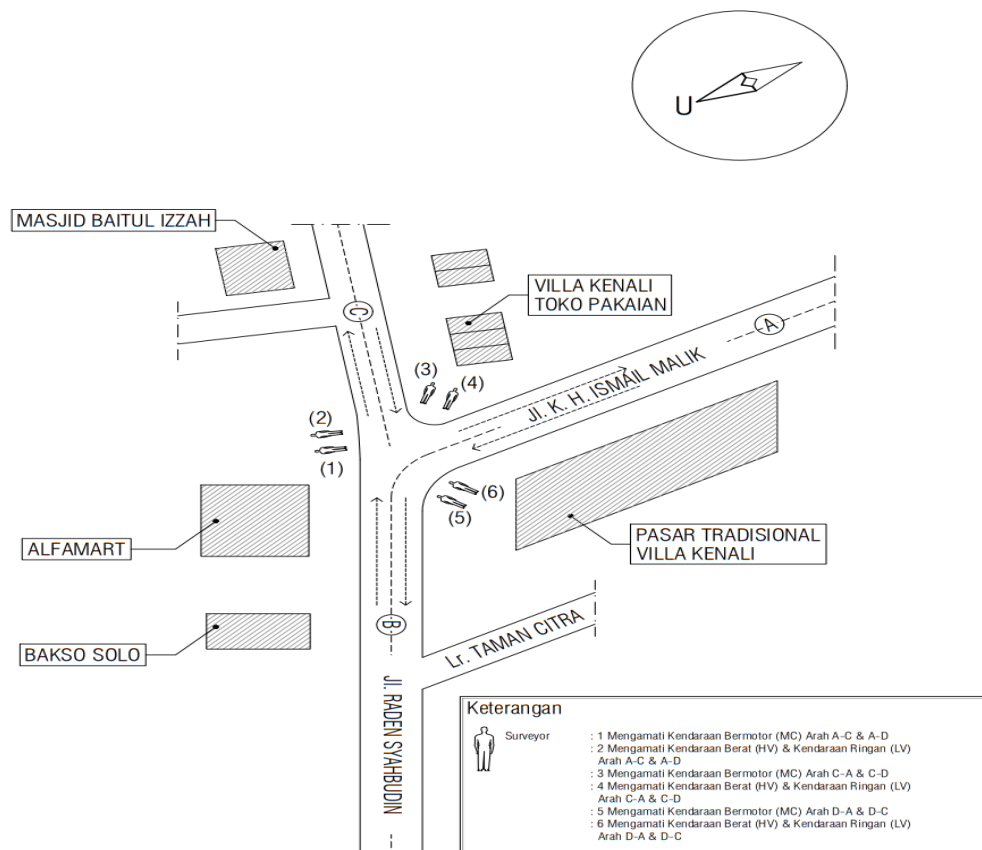 U
MASJID BAITUL IZZAH
VILLA KENALI
TOKO PAKAIAN
C
A
(3)
(4)
Jl. K. H. ISMAIL MALIK
(2)
(1)
(6)
(5)
ALFAMART
PASAR TRADISIONAL
VILLA KENALI
B
BAKSO SOLO
Lr. TAMAN CITRA
Jl. RADEN SYAHBUDIN
Keterangan
Surveyor
: 1 Mengamati Kendaraan Bermotor (MC) Arah A-C & A-D
: 2 Mengamati Kendaraan Berat (HV) & Kendaraan Ringan (LV)
Arah A-C & A-D
: 3 Mengamati Kendaraan Bermotor (MC) Arah C-A & C-D
: 4 Mengamati Kendaraan Berat (HV) & Kendaraan Ringan (LV)
Arah C-A & C-D
: 5 Mengamati Kendaraan Bermotor (MC) Arah D-A & D-C
: 6 Mengamati Kendaraan Berat (HV) & Kendaraan Ringan (LV)
Arah D-A & D-C